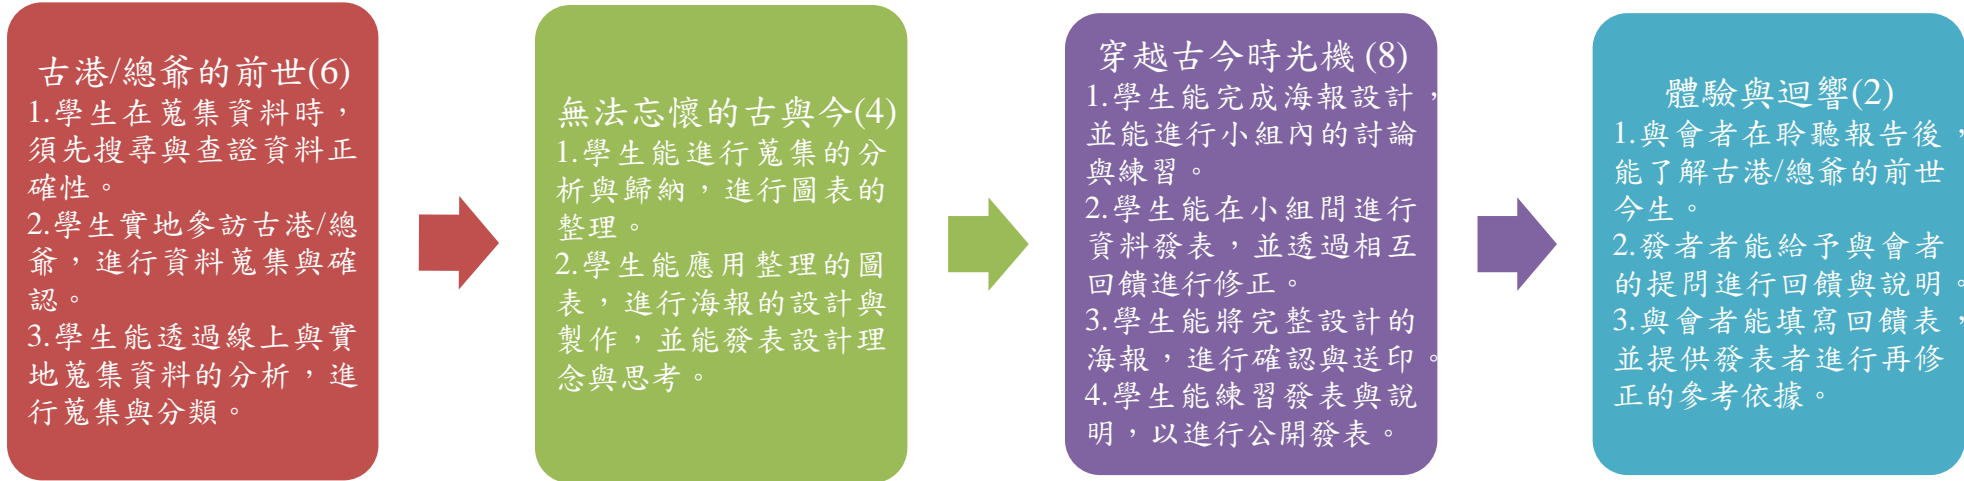 古港/總爺的前世(6)
1.學生在蒐集資料時，
須先搜尋與查證資料正
確性。
2.學生實地參訪古港/總
爺，進行資料蒐集與確
認。
3.學生能透過線上與實
地蒐集資料的分析，進
行蒐集與分類。
無法忘懷的古與今(4)
1.學生能進行蒐集的分
析與歸納，進行圖表的
整理。
2.學生能應用整理的圖
表，進行海報的設計與
製作，並能發表設計理
念與思考。
穿越古今時光機 (8)
1.學生能完成海報設計，
並能進行小組內的討論
與練習。
2.學生能在小組間進行
資料發表，並透過相互
回饋進行修正。
3.學生能將完整設計的
海報，進行確認與送印。
4.學生能練習發表與說
明，以進行公開發表。
體驗與迴響(2)
1.與會者在聆聽報告後，
能了解古港/總爺的前世
今生。
2.發者者能給予與會者
的提問進行回饋與說明。
3.與會者能填寫回饋表，
並提供發表者進行再修
正的參考依據。